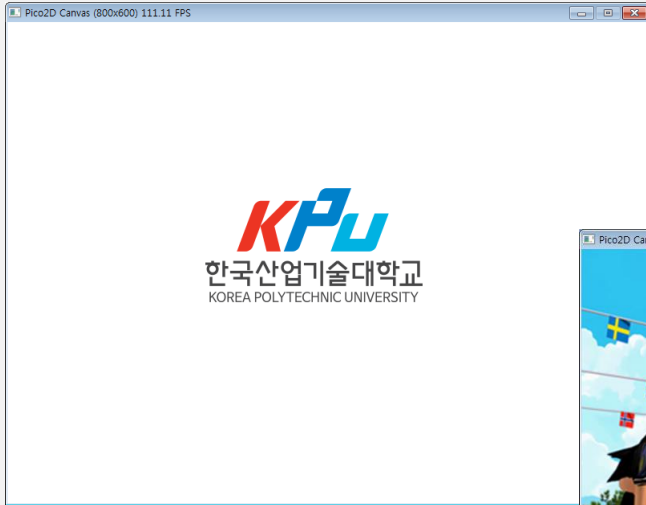 Pico2D Canvas (800x600) 111.11 FPS
KPU
한국산업기술대학교
KOREA POLYTECHNIC UNIVERSITY
Pico2D Ca